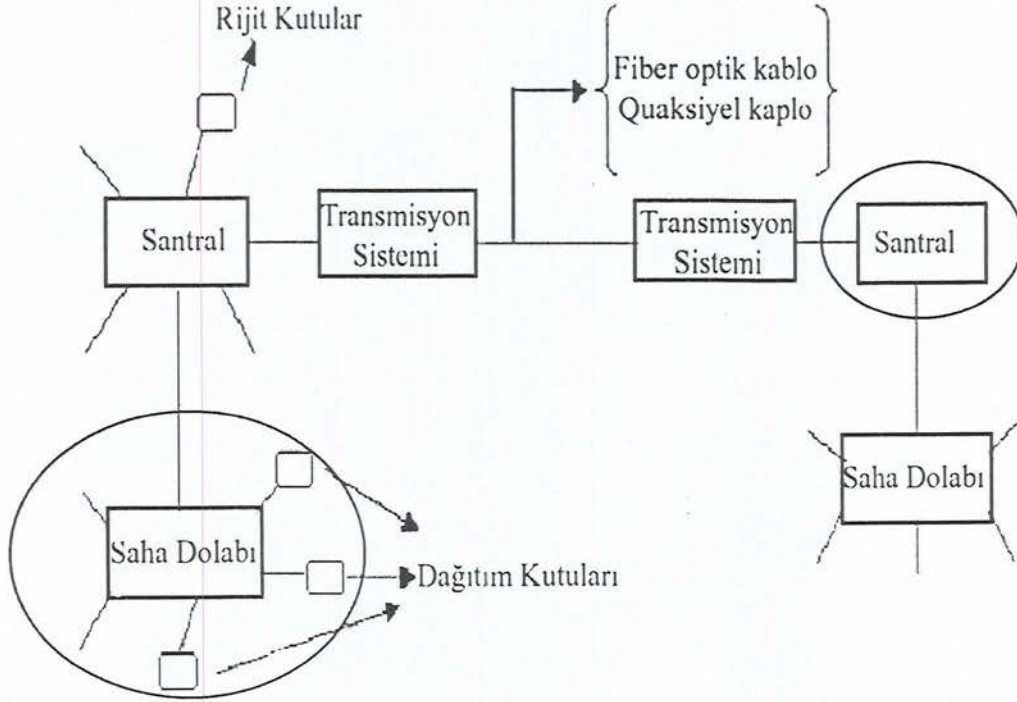 Rijit Kutular
Fiber optik kablo
Quaksiyel kaplo
Santral
Transmisyon
Sistemi
Transmisyon
Sistemi
Santral
Saha Dolabı
Saha Dolabı
Dağıtım Kutuları